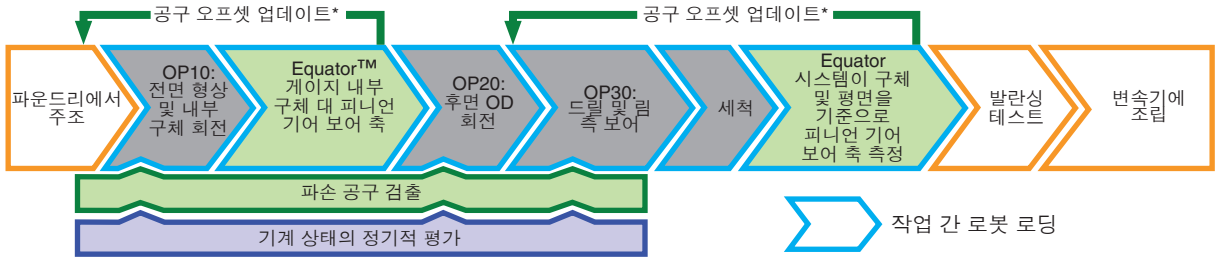 공구 오프셋 업데이트*
공구 오프셋 업데이트*
파운드리에서
주조
OP10:
전면 형상
및 내부
구체 회전
Equator™
게이지 내부
구체 대 피니언
기어 보어 축
OP20:
후면 OD
회전
OP30:
드릴 및 림
측 보어
세척
Equator
시스템이 구체
및 평면을
기준으로
피니언 기어
보어 축 측정
발란싱
테스트
변속기에
조립
파손 공구 검출
기계 상태의 정기적 평가
작업 간 로봇 로딩